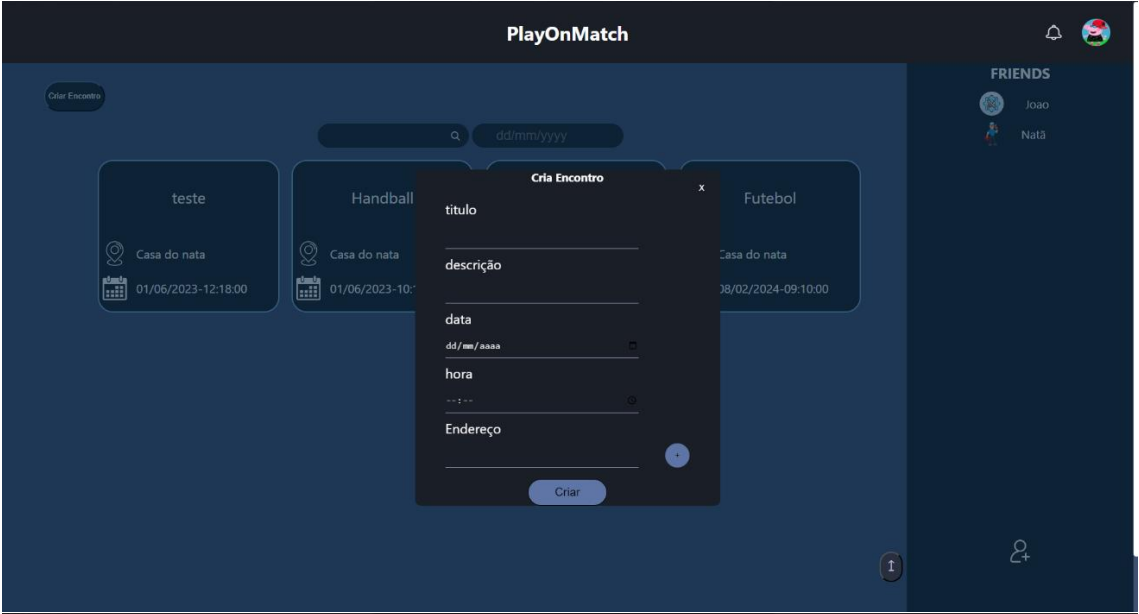 PlayOnMatch
FRIENDS
Joao
Natã
Criar Encontro
dd/mm/yyyy
teste
Casa do nata
01/06/2023-12:18:00
Handball
Casa do nata
01/06/2023-10:
Futebol
Casa do nata
08/02/2024-09:10:00
Cria Encontro
x
titulo
descrição
data
dd/mm/aaaa
hora
--:--
Endereço
+
Criar